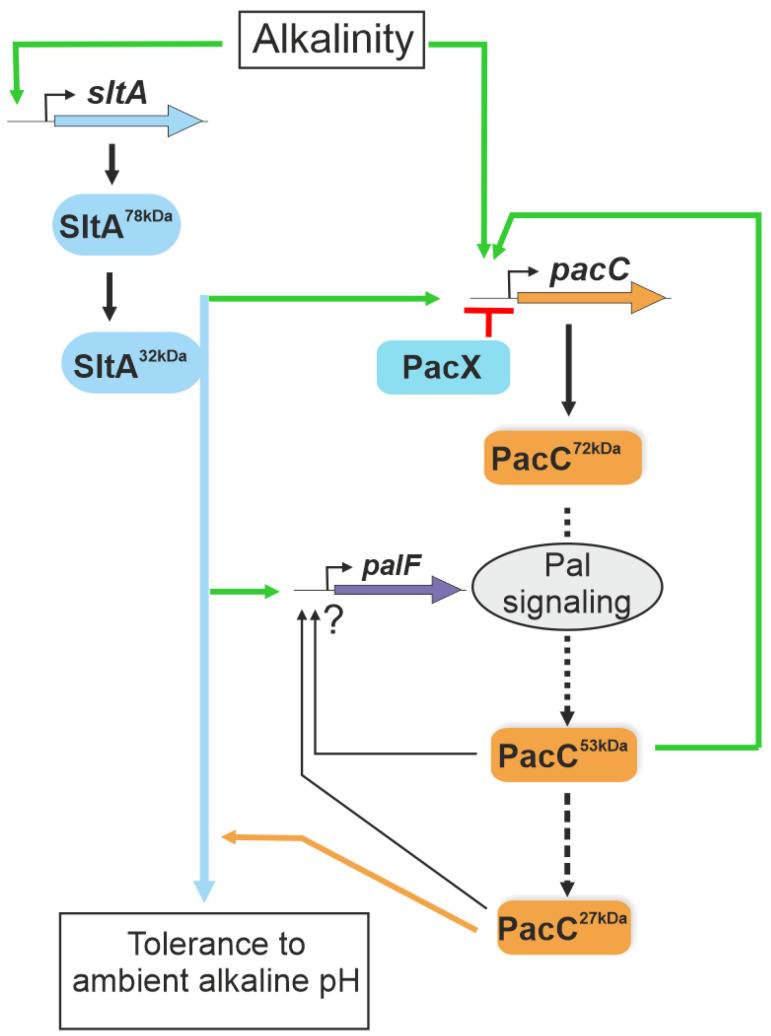 Alkalinity
sltA
SltA78kDa
pacC
SltA32kDa
PacX
PacC72kDa
palF
Pal
signaling
?
PacC53kDa
PacC27kDa
Tolerance to
ambient alkaline pH